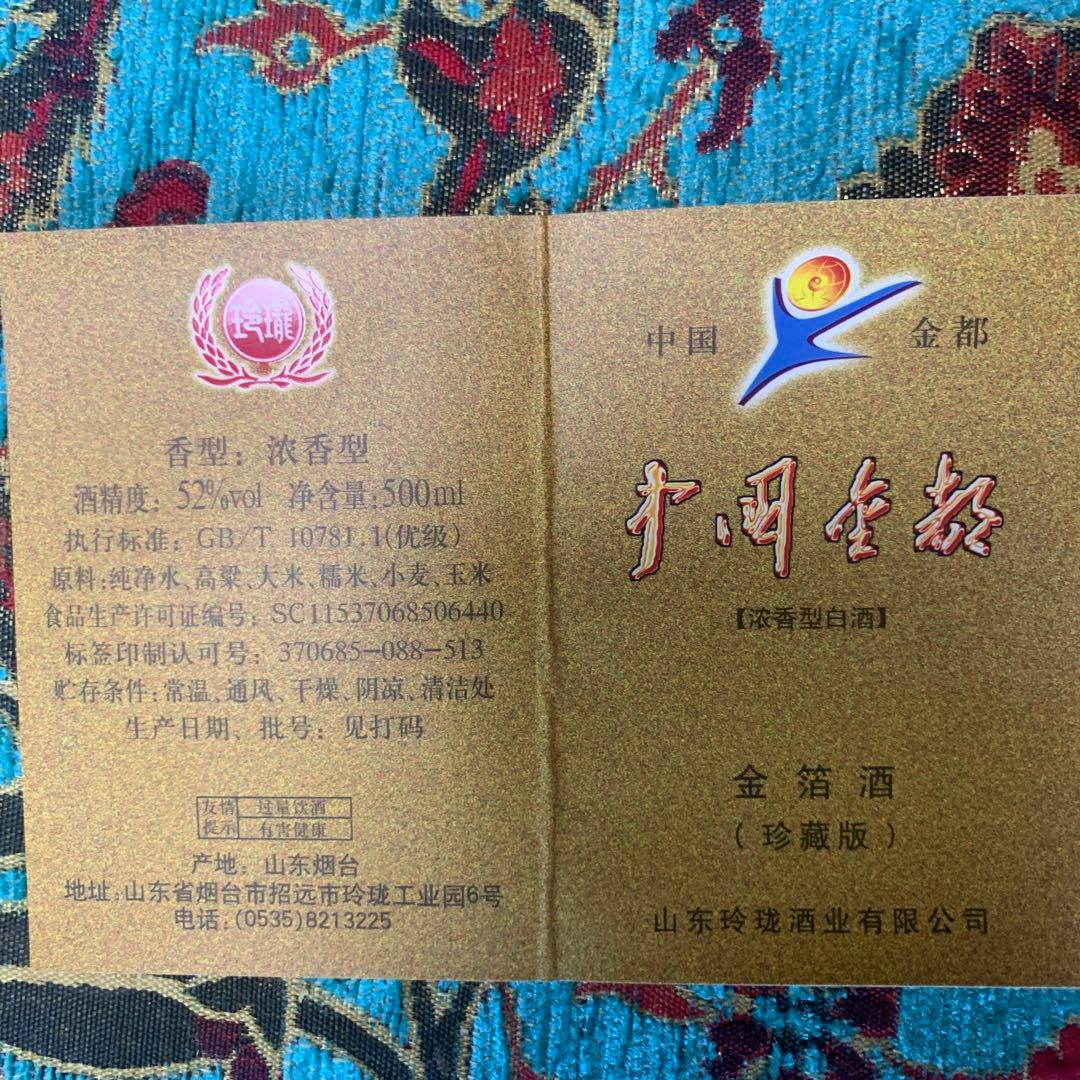 玲瓏
香型：浓香型
酒精度：52%vol 净含量:500ml
执行标准：GB/T 10781.1(优级)
原料:纯净水、高粱、大米、糯米、小麦、玉米
食品生产许可证编号：SC11537068506440
标签印制认可号：370685-088-513
贮存条件:常温、通风、干燥、阴凉、清洁处
生产日期、批号：见打码
友情提示
过量饮酒
有害健康
产地：山东烟台
地址:山东省烟台市招远市玲珑工业园6号
电话:(0535)8213225
中国 金都
中国金都
【浓香型白酒】
金箔酒
（珍藏版）
山东玲珑酒业有限公司